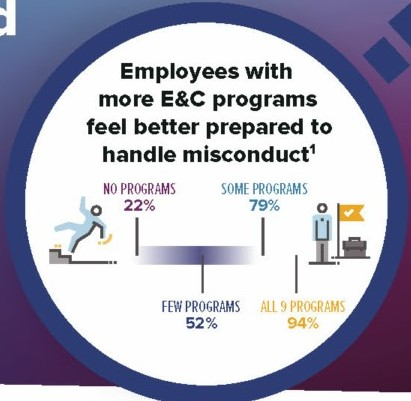 d
Employees with
more E&C programs
feel better prepared to
handle misconduct¹
NO PROGRAMS
22%
SOME PROGRAMS
79%
FEW PROGRAMS
52%
ALL 9 PROGRAMS
94%